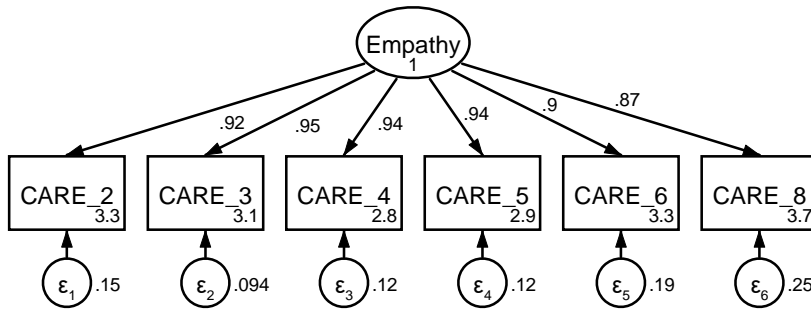 Empathy
1
.92 .95 .94 .94 .9 .87
CARE_2 3.3 CARE_3 3.1 CARE_4 2.8 CARE_5 2.9 CARE_6 3.3 CARE_8 3.7
ε1 .15 ε2 .094 ε3 .12 ε4 .12 ε5 .19 ε6 .25